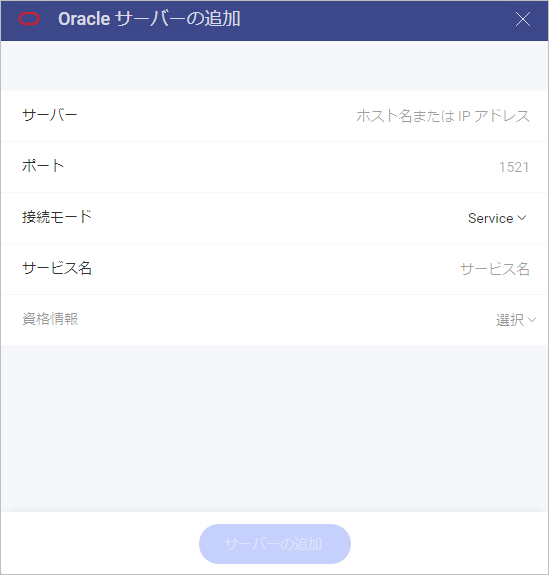 Oracle サーバーの追加
サーバー ホスト名または IP アドレス
ポート 1521
接続モード Service
サービス名 サービス名
資格情報 選択
サーバーの追加